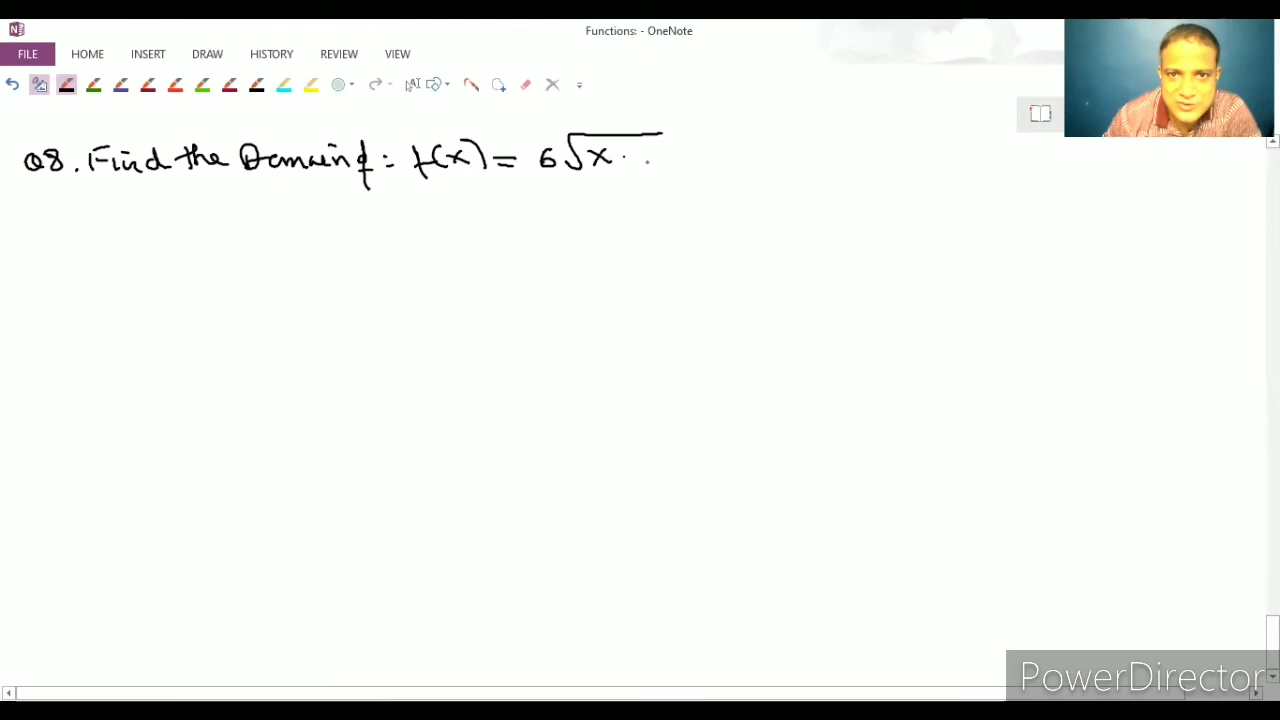 Functions: - OneNote
FILE HOME INSERT DRAW HISTORY REVIEW VIEW
Q8. Find the Domain of : f(x) = 6√x
PowerDirector